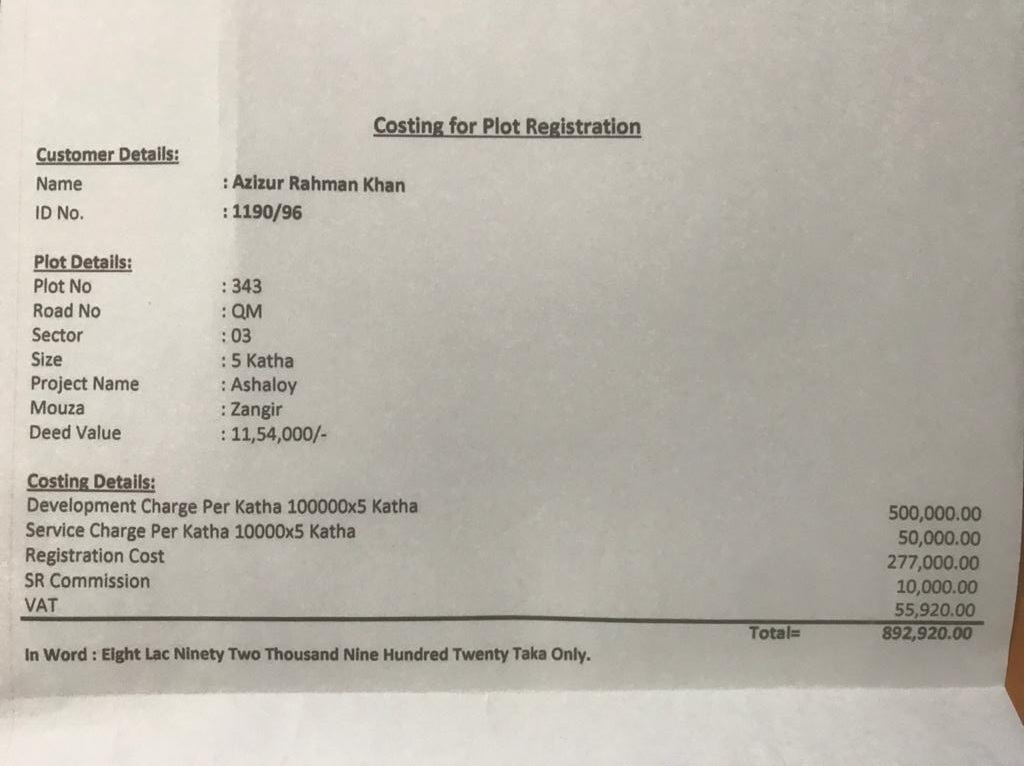 Costing for Plot Registration
Customer Details:
Name : Azizur Rahman Khan
ID No. : 1190/96
Plot Details:
Plot No : 343
Road No : QM
Sector : 03
Size : 5 Katha
Project Name : Ashaloy
Mouza : Zangir
Deed Value : 11,54,000/-
Costing Details:
Development Charge Per Katha 100000x5 Katha 500,000.00
Service Charge Per Katha 10000x5 Katha 50,000.00
Registration Cost 277,000.00
SR Commission 10,000.00
VAT 55,920.00
Total= 892,920.00
In Word : Eight Lac Ninety Two Thousand Nine Hundred Twenty Taka Only.